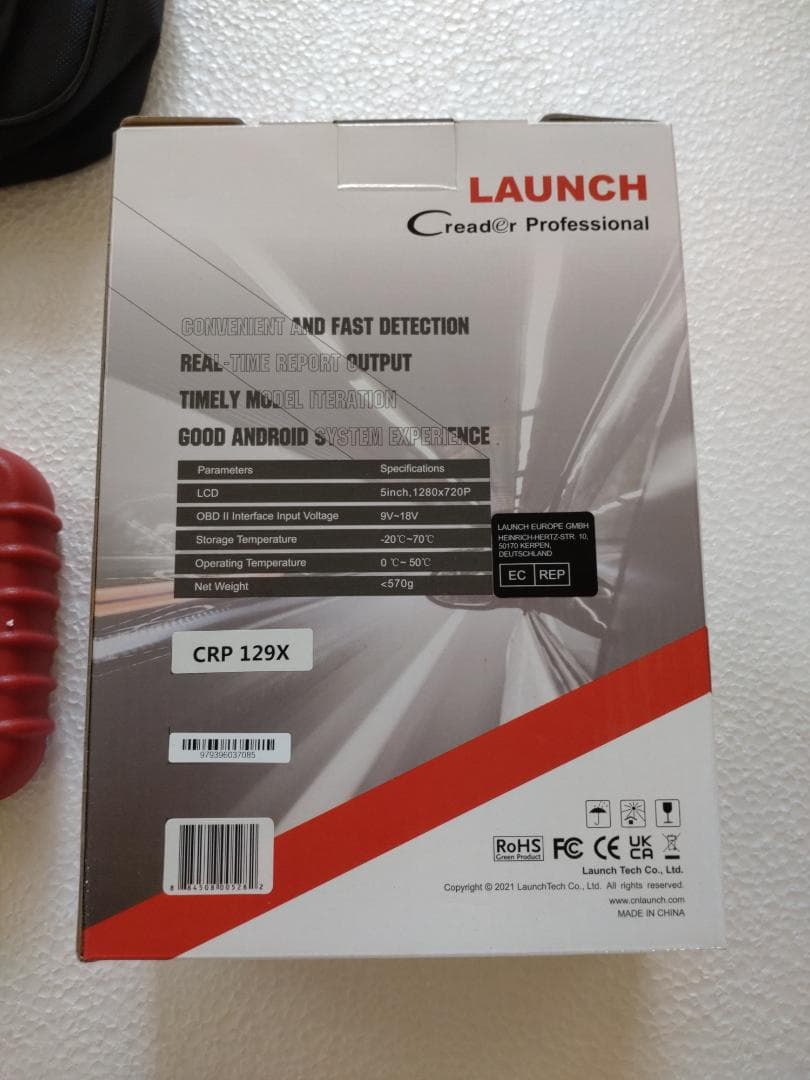 LAUNCH
Creader Professional
CONVENIENT AND FAST DETECTION
REAL-TIME REPORT OUTPUT
TIMELY MODEL ITERATION
GOOD ANDROID SYSTEM EXPERIENCE
Parameters Specifications
LCD 5inch,1280x720P
OBD II Interface Input Voltage 9V~18V
Storage Temperature -20℃~70℃
Operating Temperature 0 ℃~ 50℃
Net Weight <570g
LAUNCH EUROPE GMBH
HEINRICH-HERTZ-STR. 10,
50170 KERPEN,
DEUTSCHLAND
EC REP
CRP 129X
979396037085
8 84508 00528 2
RoHS
Green Product
FC CE UK
CA
Launch Tech Co., Ltd.
Copyright © 2021 LaunchTech Co., Ltd. All rights reserved.
www.cnlaunch.com
MADE IN CHINA